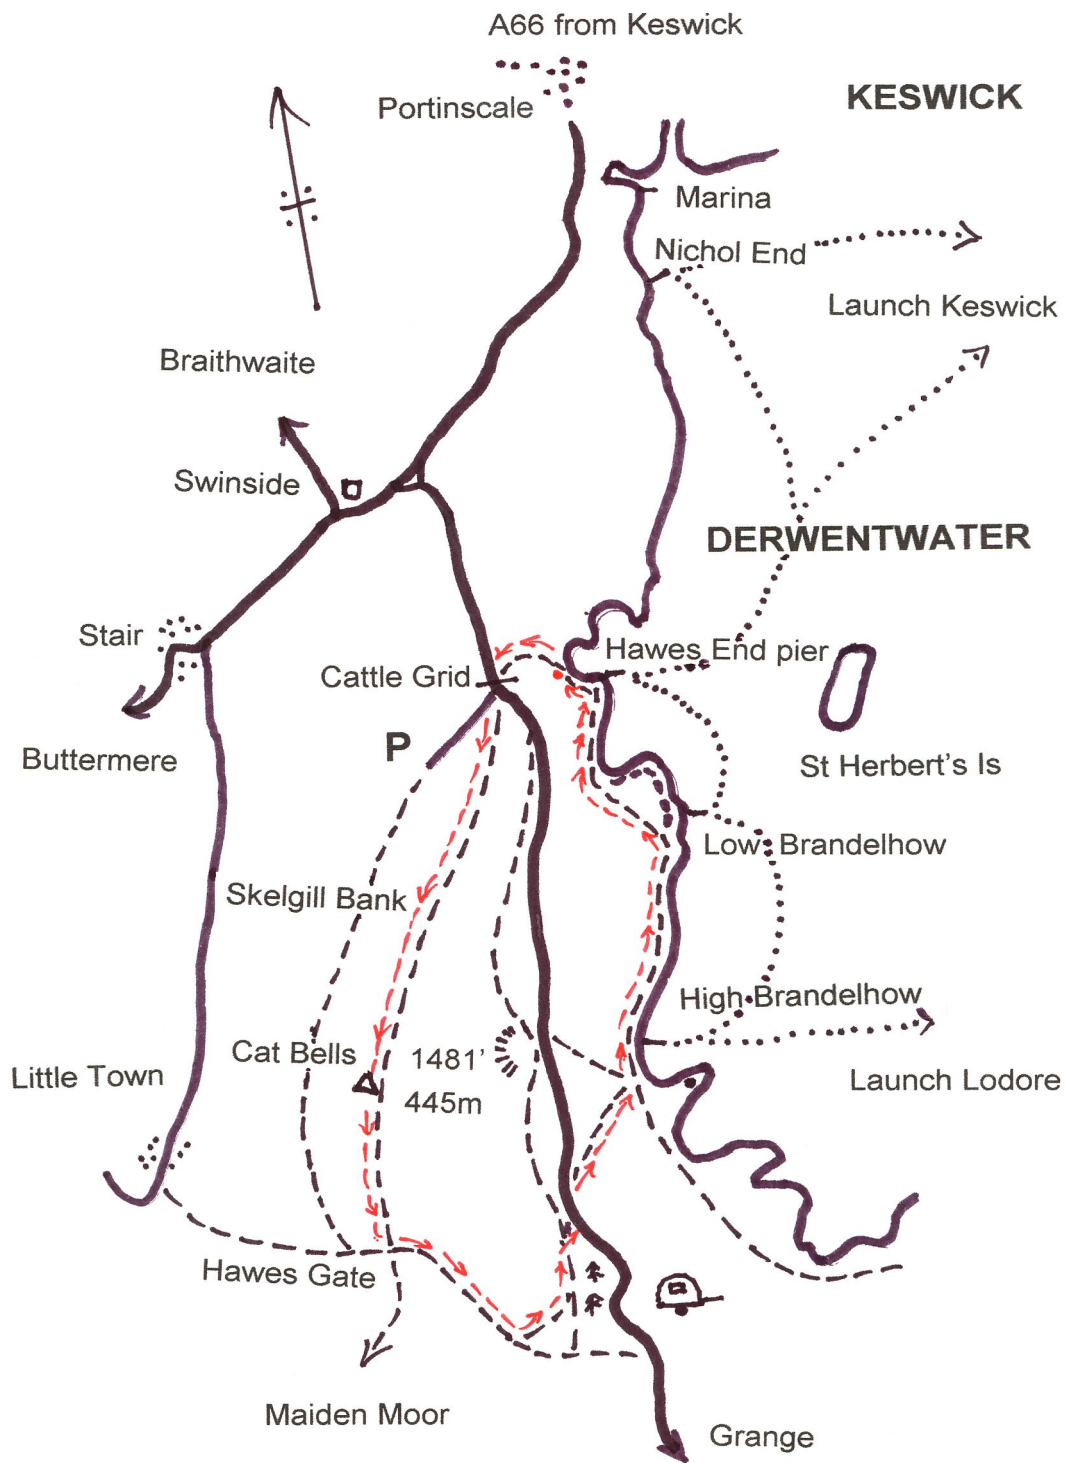 A66 from Keswick
KESWICK
Portinscale
Marina
Nichol End
Launch Keswick
Braithwaite
Swinside
DERWENTWATER
Stair
Hawes End pier
Cattle Grid
P
Buttermere
St Herbert's Is
Low Brandelhow
Skelgill Bank
High Brandelhow
Cat Bells
1481'
445m
Little Town
Launch Lodore
Hawes Gate
Maiden Moor
Grange